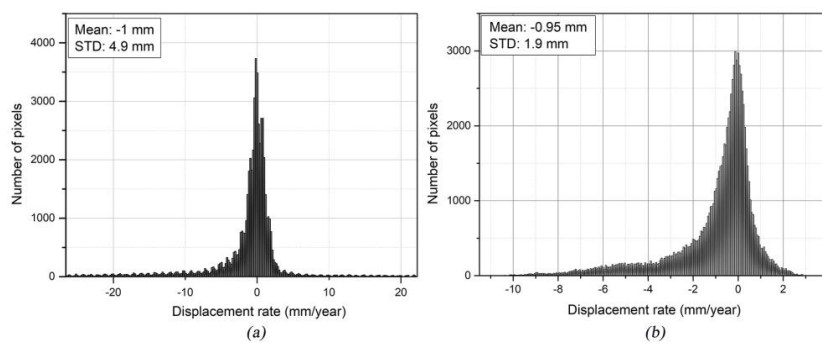 Mean: -1 mm
STD: 4.9 mm
4000
3000
2000
1000
0
Number of pixels
-20
-10
0
10
20
Displacement rate (mm/year)
(a)
Mean: -0.95 mm
STD: 1.9 mm
3000
2000
1000
0
Number of pixels
-10
-8
-6
-4
-2
0
2
Displacement rate (mm/year)
(b)